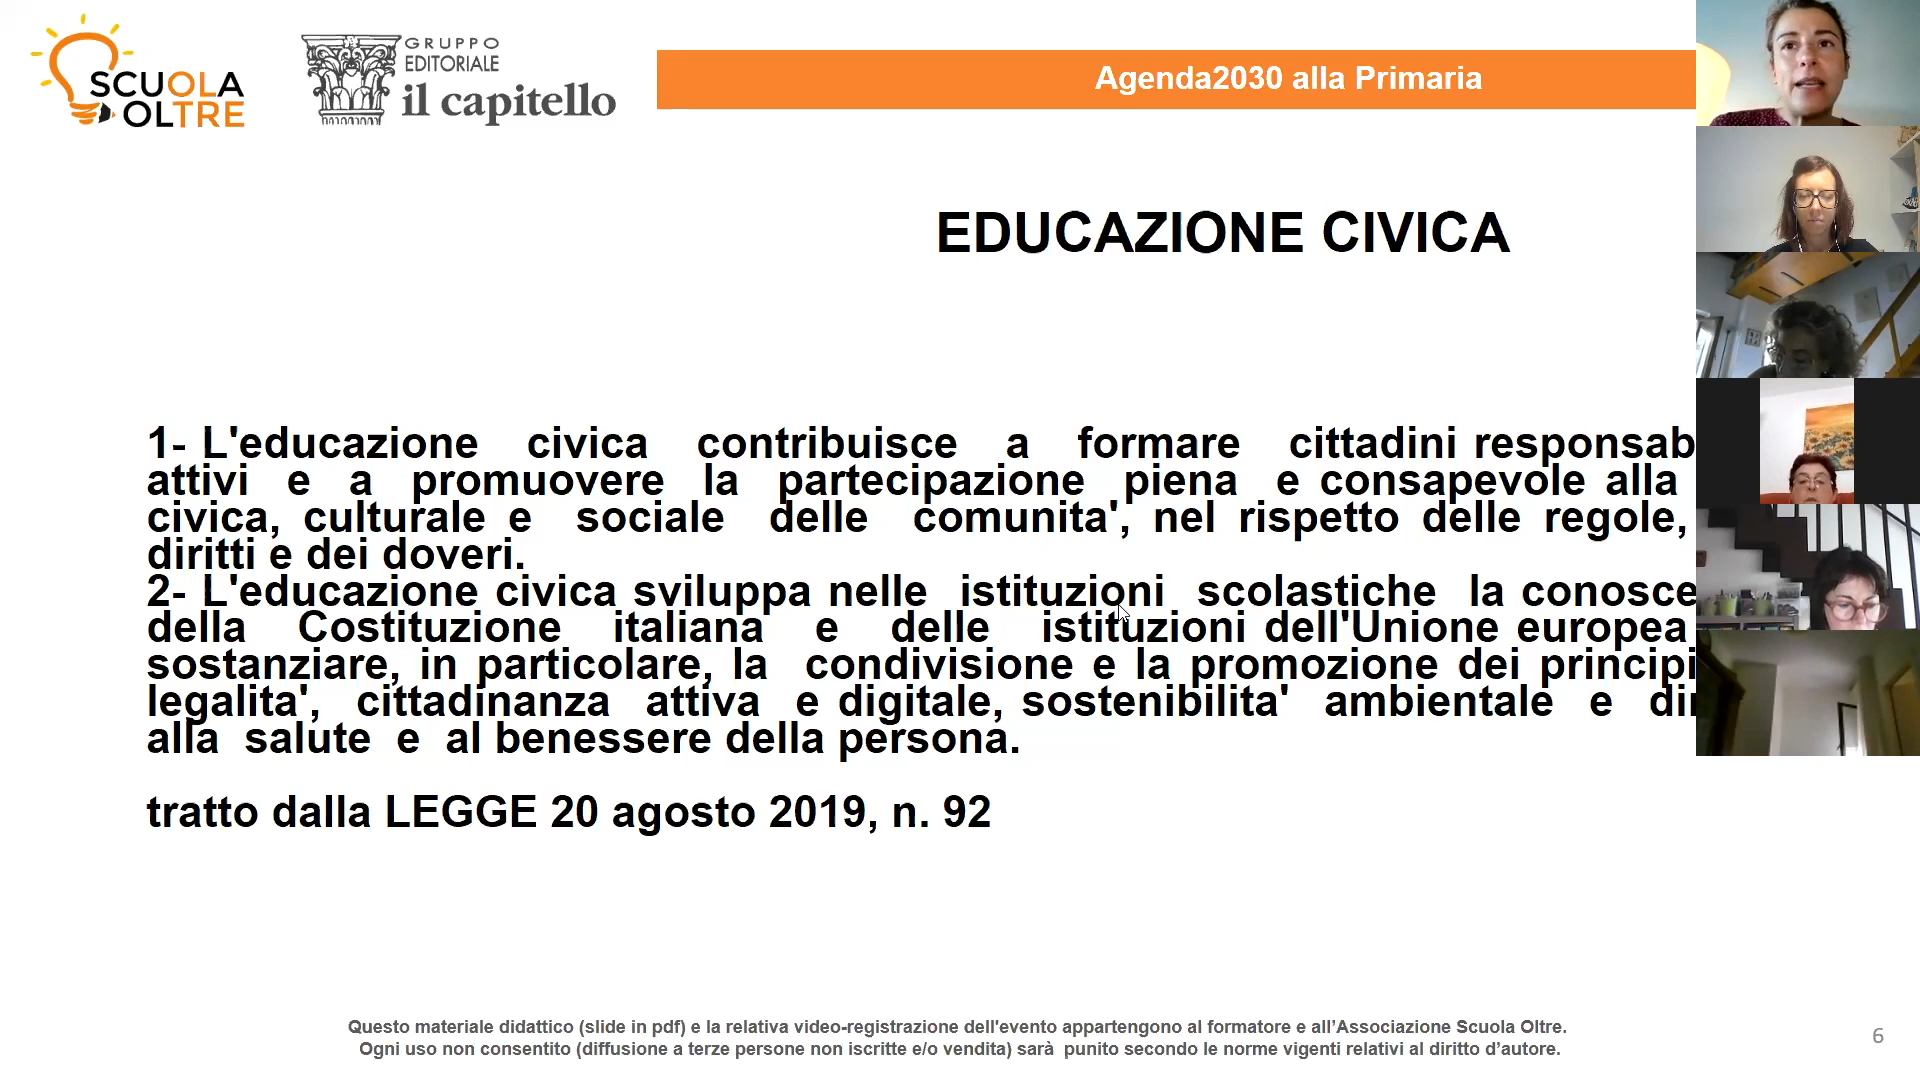 SCUOLA
OLTRE
GRUPPO
EDITORIALE
il capitello
Agenda2030 alla Primaria
EDUCAZIONE CIVICA
1- L'educazione civica contribuisce a formare cittadini
attivi e a promuovere la partecipazione piena e consapevole alla
civica, culturale e sociale delle comunita', nel rispetto delle regole,
diritti e dei doveri.
2- L'educazione civica sviluppa nelle istituzioni scolastiche la
della Costituzione italiana e delle istituzioni dell'Unione europea
sostanziare, in particolare, la condivisione e la promozione dei principi
legalita', cittadinanza attiva e digitale, sostenibilita' ambientale e
alla salute e al benessere della persona.
tratto dalla LEGGE 20 agosto 2019, n. 92
Questo materiale didattico (slide in pdf) e la relativa video-registrazione dell'evento appartengono al formatore e all’Associazione Scuola Oltre.
Ogni uso non consentito (diffusione a terze persone non iscritte e/o vendita) sarà punito secondo le norme vigenti relativi al diritto d’autore.
6